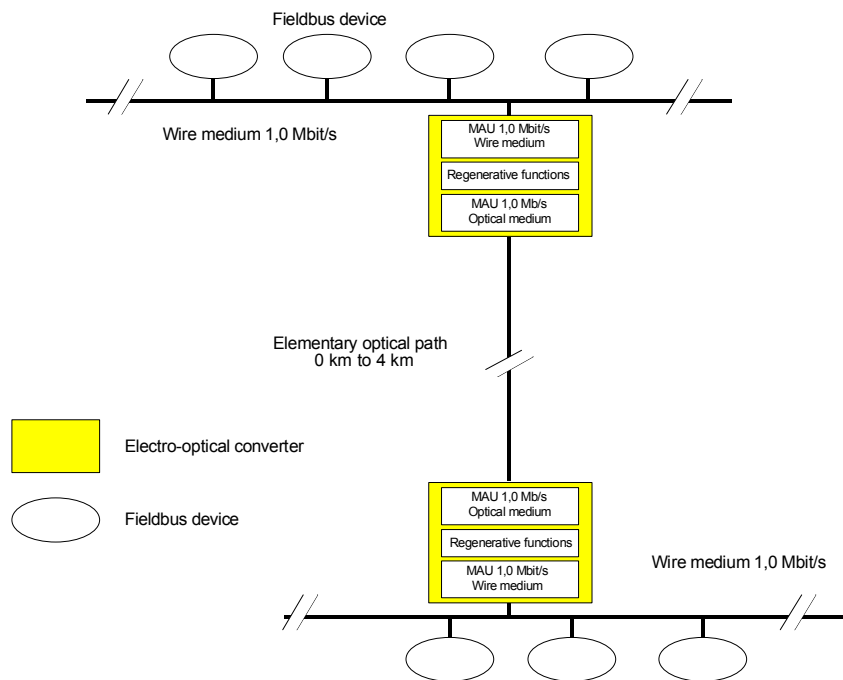 Fieldbus device
Wire medium 1,0 Mbit/s
MAU 1,0 Mbit/s
Wire medium
Regenerative functions
MAU 1,0 Mb/s
Optical medium
Elementary optical path
0 km to 4 km
Electro-optical converter
Fieldbus device
MAU 1,0 Mb/s
Optical medium
Regenerative functions
MAU 1,0 Mbit/s
Wire medium
Wire medium 1,0 Mbit/s